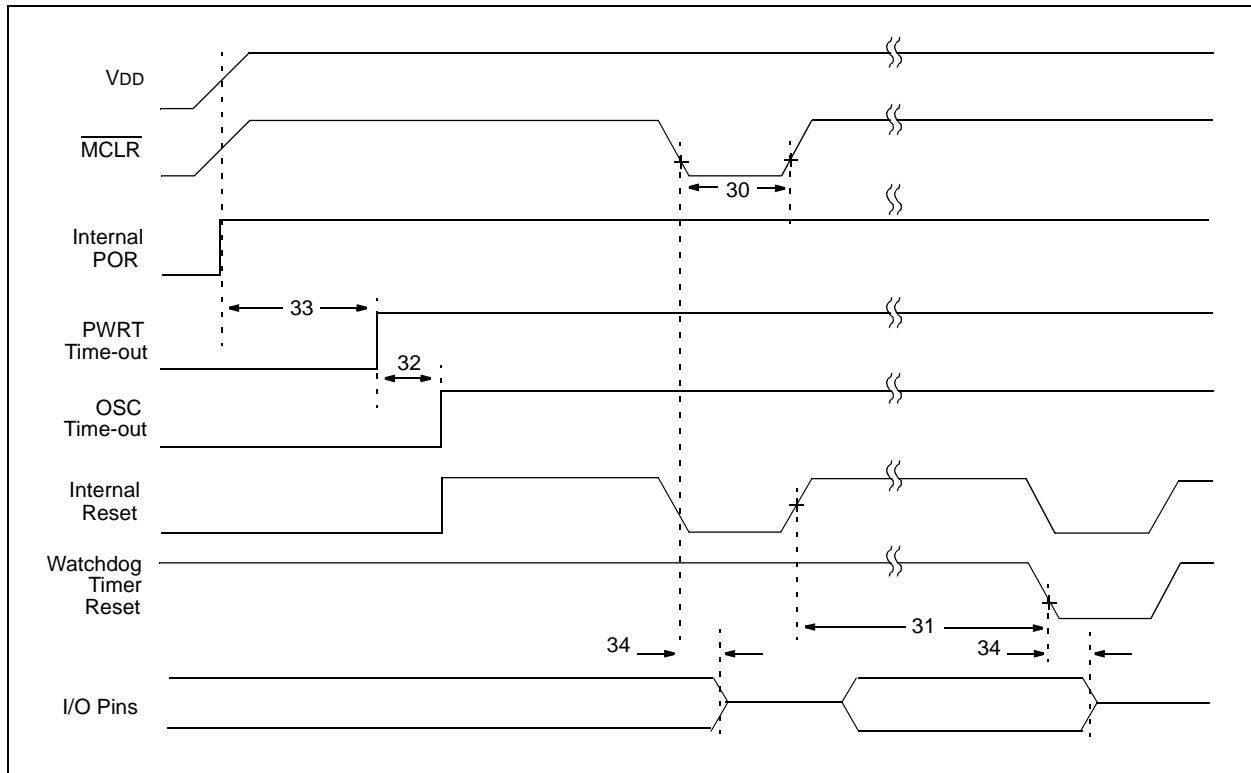 VDD
MCLR
30
Internal
POR
33
PWRT
Time-out
32
OSC
Time-out
Internal
Reset
Watchdog
Timer
Reset
31
34
34
I/O Pins